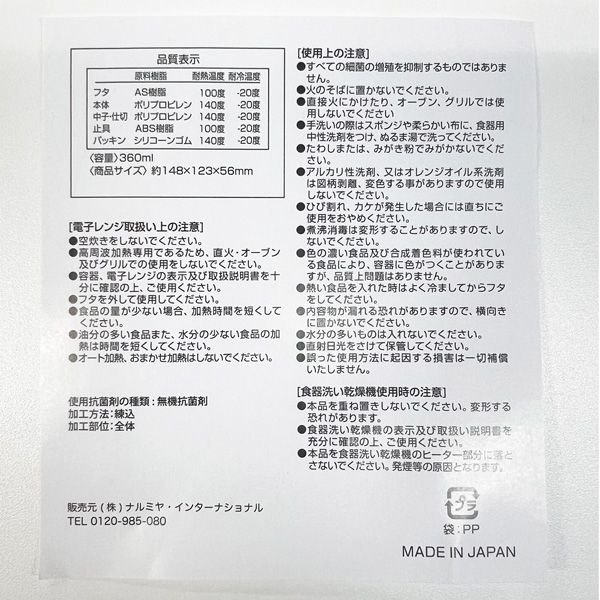 品質表示
原料樹脂 耐熱温度 耐冷温度
フタ AS樹脂 100度 -20度
本体 ポリプロピレン 140度 -20度
中子・仕切 ポリプロピレン 140度 -20度
止具 ABS樹脂 100度 -20度
パッキン シリコーンゴム 140度 -20度
〈容量〉360ml
〈商品サイズ〉約148×123×56mm
[電子レンジ取扱い上の注意]
●空炊きをしないでください。
●高周波加熱専用であるため、直火・オーブン
及びグリルでの使用をしないでください。
●容器、電子レンジの表示及び取扱説明書を十
分に確認の上、ご使用ください。
●フタを外して使用してください。
●食品の量が少ない場合、加熱時間を短くして
ください。
●油分の多い食品また、水分の少ない食品の加
熱は時間を短くしてください。
●オート加熱、おまかせ加熱はしないでください。
使用抗菌剤の種類:無機抗菌剤
加工方法:練込
加工部位:全体
販売元(株)ナルミヤ・インターナショナル
TEL 0120-985-080
[使用上の注意]
●すべての細菌の増殖を抑制するものではありま
せん。
●火のそばに置かないでください。
●直接火にかけたり、オーブン、グリルでは使用
しないでください
●手洗いの際はスポンジや柔らかい布に、食器用
中性洗剤をつけ、ぬるま湯で洗ってください。
●たわしまたは、みがき粉でみがかないでくださ
い。
●アルカリ性洗剤、又はオレンジオイル系洗剤
は図柄剥離、変色する事がありますので使用
しないでください。
●ひび割れ、カケが発生した場合には直ちにご
使用をおやめください。
●煮沸消毒は変形することがありますので、し
ないでください。
●色の濃い食品及び合成着色料が使われてい
る食品により、容器に色がつくことがありま
すが、品質上問題はありません。
●熱い食品を入れた時はよく冷ましてからフタ
をしてください。
●内容物が漏れる恐れがありますので、横向き
に置かないでください。
●水分の多いものは入れないでください。
●直射日光をさけて保管してください。
●誤った使用方法に起因する損害は一切補償
いたしません。
[食器洗い乾燥機使用時の注意]
●本品を重ね置きしないでください。変形する
恐れがあります。
●食器洗い乾燥機の表示及び取扱い説明書を
充分に確認の上、ご使用ください。
●本品を食器洗い乾燥機のヒーター部分に落と
さないでください。発煙等の原因となります。
プラ
袋:PP
MADE IN JAPAN